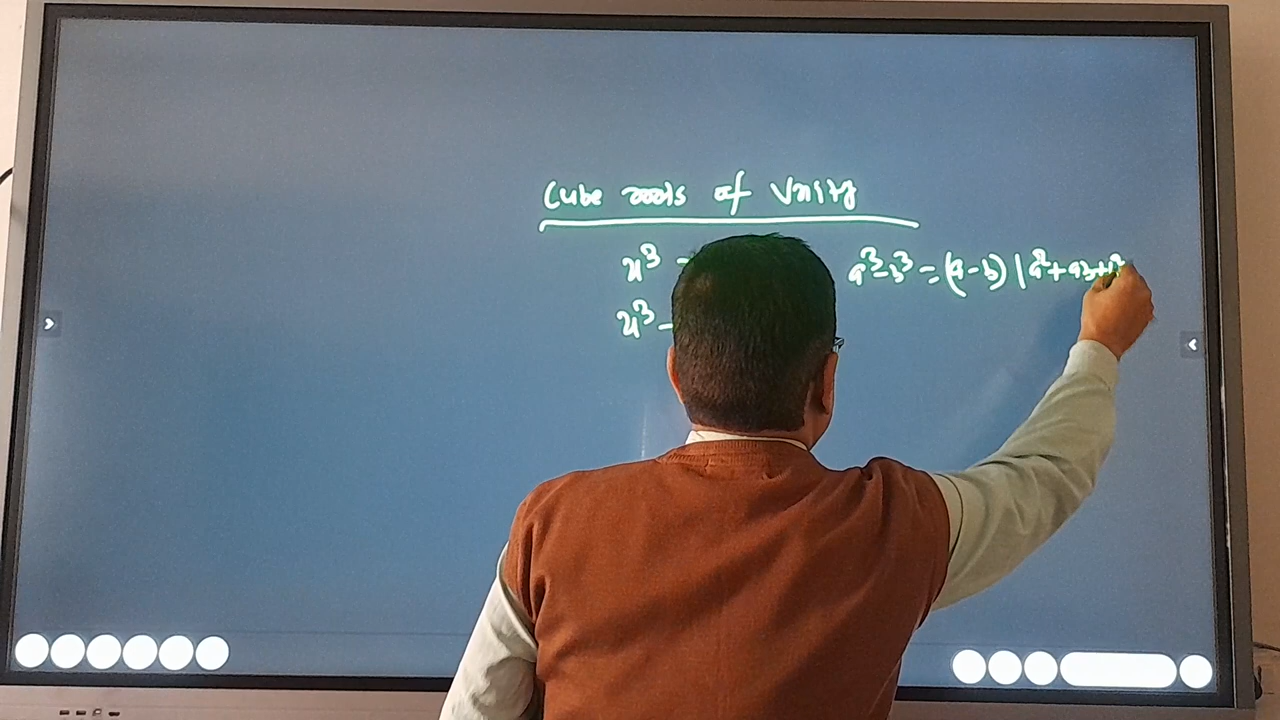 Cube roots of Unity
x³ - a³-b³ = (a-b) (a²+ab+b²
x³ -